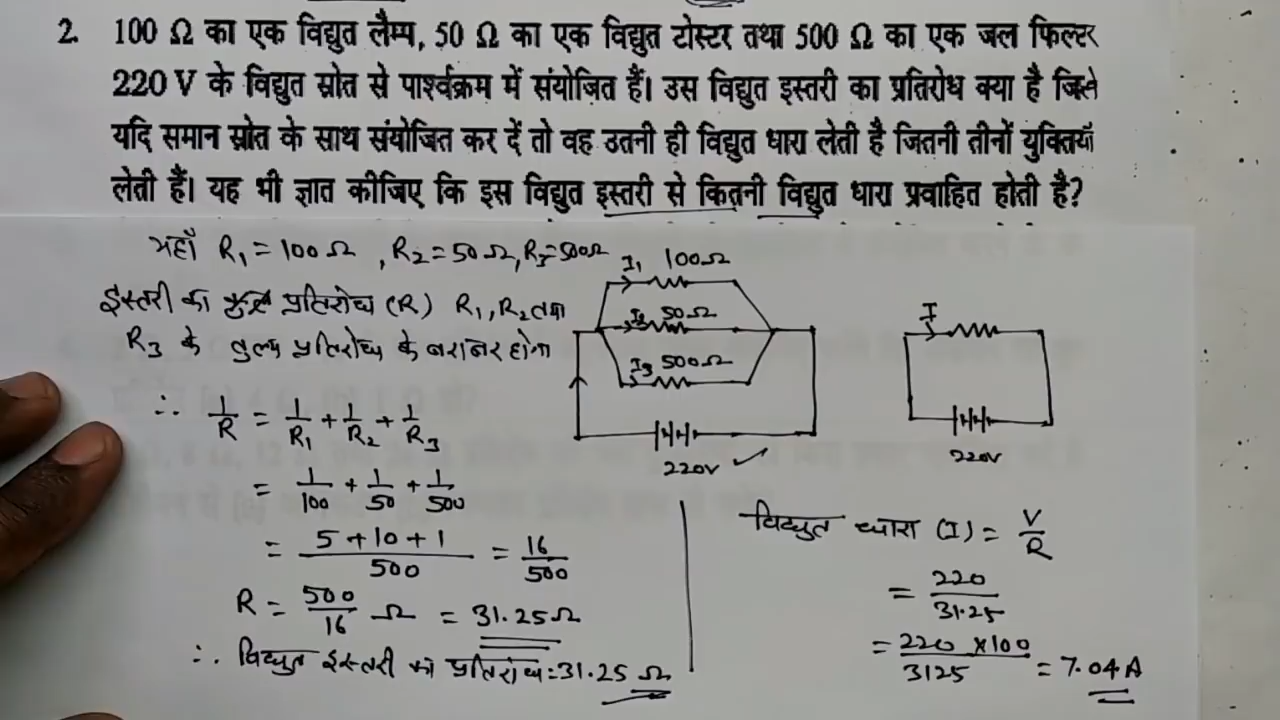 2. 100 Ω का एक विद्युत लैम्प, 50 Ω का एक विद्युत टोस्टर तथा 500 Ω का एक जल फिल्टर
220 V के विद्युत स्रोत से पार्श्वक्रम में संयोजित हैं। उस विद्युत इस्तरी का प्रतिरोध क्या है जिसे
यदि समान स्रोत के साथ संयोजित कर दें तो वह उतनी ही विद्युत धारा लेती है जितनी तीनों युक्तियाँ
लेती हैं। यह भी ज्ञात कीजिए कि इस विद्युत इस्तरी से कितनी विद्युत धारा प्रवाहित होती है?
यहाँ R₁ = 100 Ω , R₂ = 50 Ω, R₃ = 500Ω
इस्तरी का प्रतिरोध (R) R₁, R₂ तथा
R₃ के तुल्य प्रतिरोध के बराबर होगा
∴ 1/R = 1/R₁ + 1/R₂ + 1/R₃
= 1/100 + 1/50 + 1/500
= 5 + 10 + 1 / 500 = 16/500
R = 500/16 Ω = 31.25 Ω
∴ विद्युत इस्तरी का प्रतिरोध = 31.25 Ω
I₁ 100Ω
I₂ 50Ω
I₃ 500Ω
220V
I
220V
विद्युत धारा (I) = V/R
= 220/31.25
= 220 × 100 / 3125 = 7.04 A